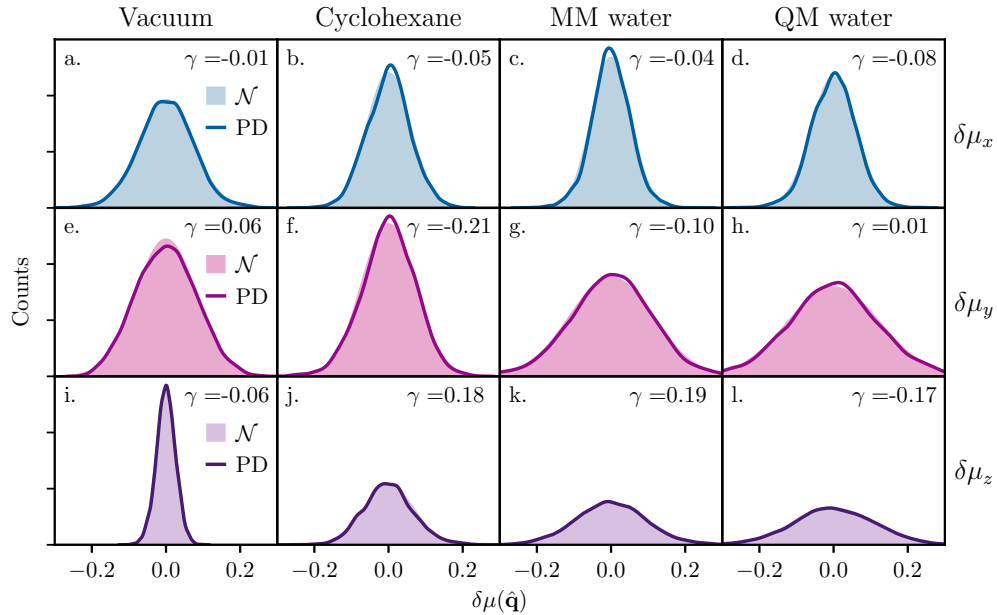 Vacuum Cyclohexane MM water QM water
a. γ =-0.01 b. γ =-0.05 c. γ =-0.04 d. γ =-0.08
𝒩
PD
δμ_x
e. γ =0.06 f. γ =-0.21 g. γ =-0.10 h. γ =0.01
𝒩
PD
δμ_y
Counts
i. γ =-0.06 j. γ =0.18 k. γ =0.19 l. γ =-0.17
𝒩
PD
δμ_z
−0.2 0.0 0.2 −0.2 0.0 0.2 −0.2 0.0 0.2 −0.2 0.0 0.2
δμ(q̂)